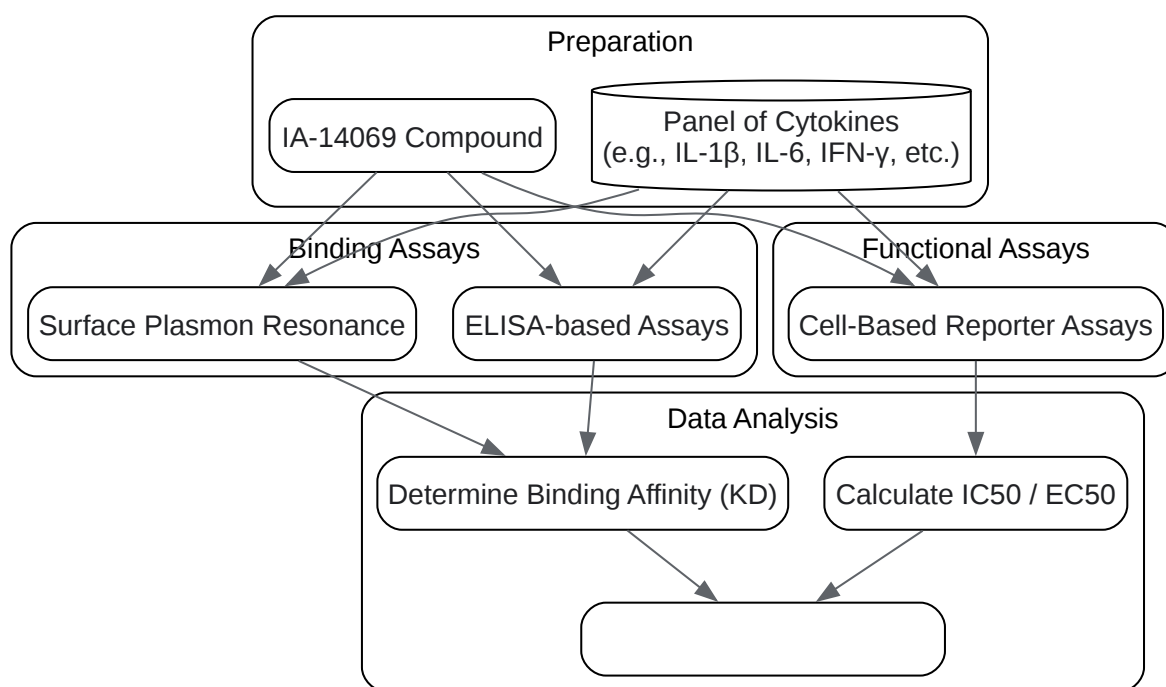 Preparation
IA-14069 Compound
Panel of Cytokines
(e.g., IL-1β, IL-6, IFN-γ, etc.)
Binding Assays
Functional Assays
Surface Plasmon Resonance
ELISA-based Assays
Cell-Based Reporter Assays
Data Analysis
Determine Binding Affinity (KD)
Calculate IC50 / EC50